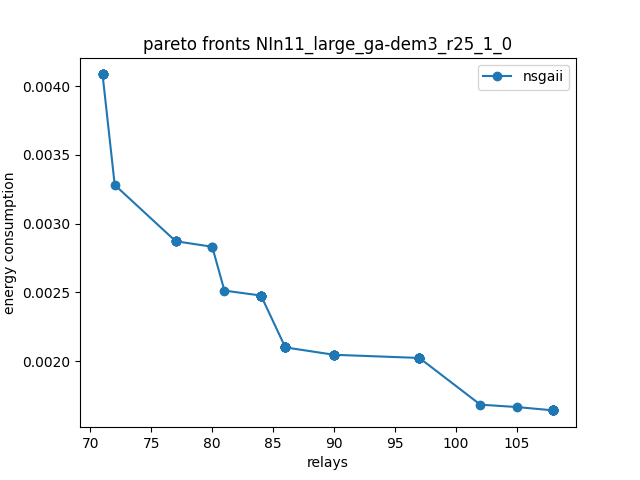 pareto fronts NIn11_large_ga-dem3_r25_1_0
nsgaii
energy consumption
0.0040
0.0035
0.0030
0.0025
0.0020
70 75 80 85 90 95 100 105
relays